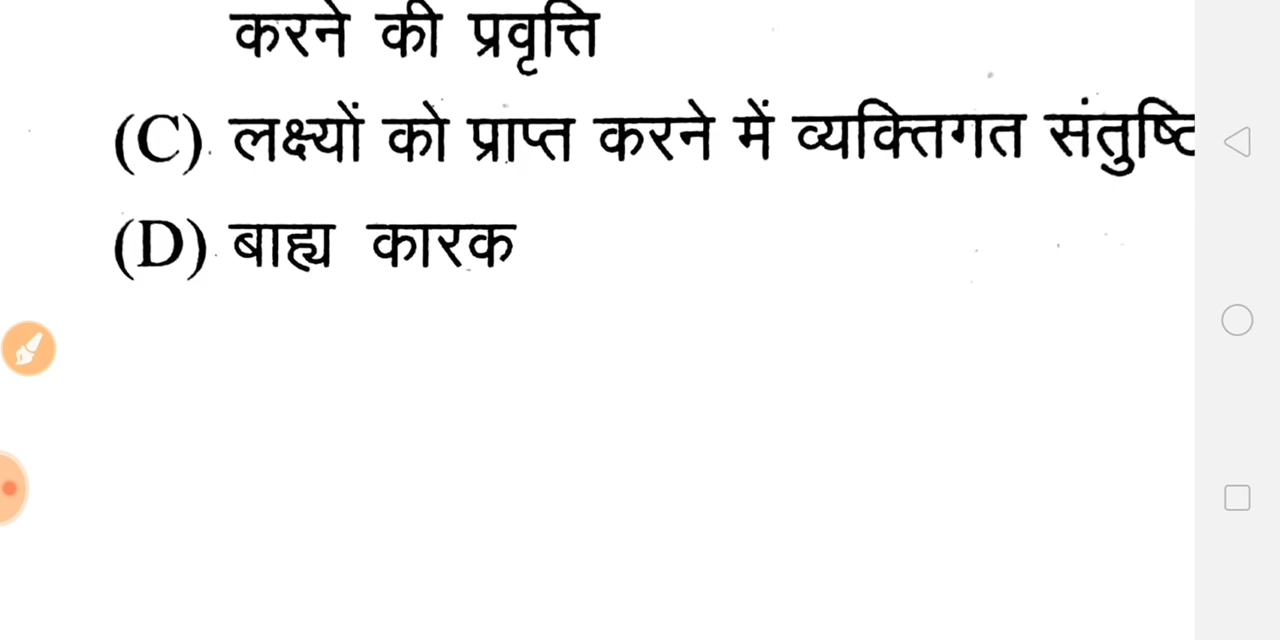 करने की प्रवृत्ति
(C) लक्ष्यों को प्राप्त करने में व्यक्तिगत संतुष्टि
(D) बाह्य कारक